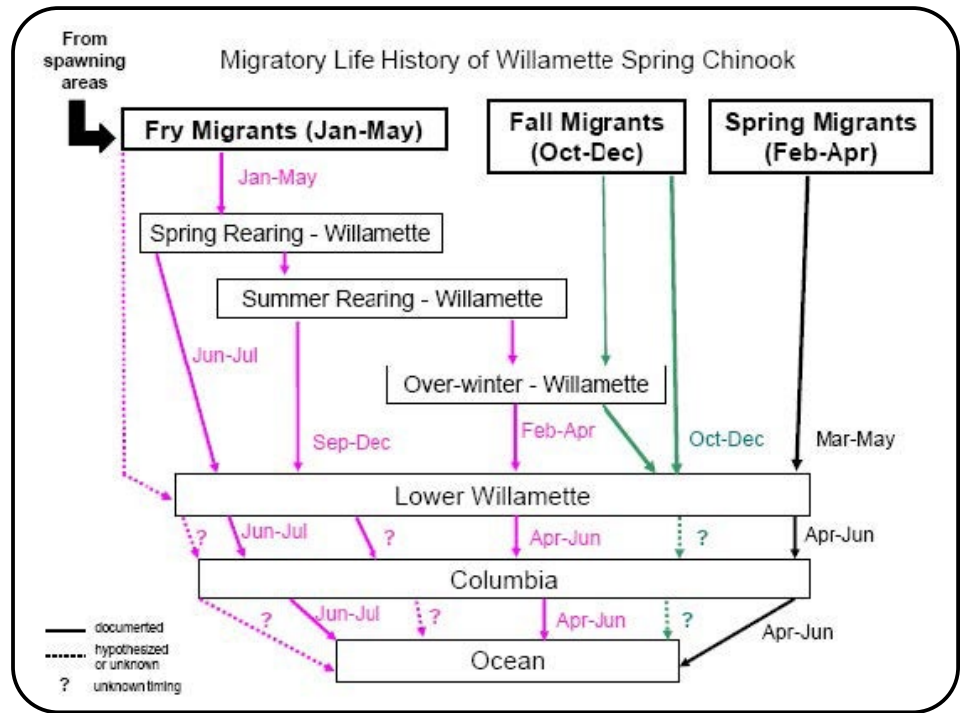 From
spawning
areas
Migratory Life History of Willamette Spring Chinook
Fry Migrants (Jan-May)
Fall Migrants
(Oct-Dec)
Spring Migrants
(Feb-Apr)
Jan-May
Spring Rearing - Willamette
Summer Rearing - Willamette
Jun-Jul
Over-winter - Willamette
Sep-Dec
Feb-Apr
Oct-Dec
Mar-May
Lower Willamette
?
Jun-Jul
?
Apr-Jun
?
Apr-Jun
Columbia
?
Jun-Jul
?
Apr-Jun
?
Apr-Jun
Ocean
documented
hypothesized
or unknown
? unknown timing